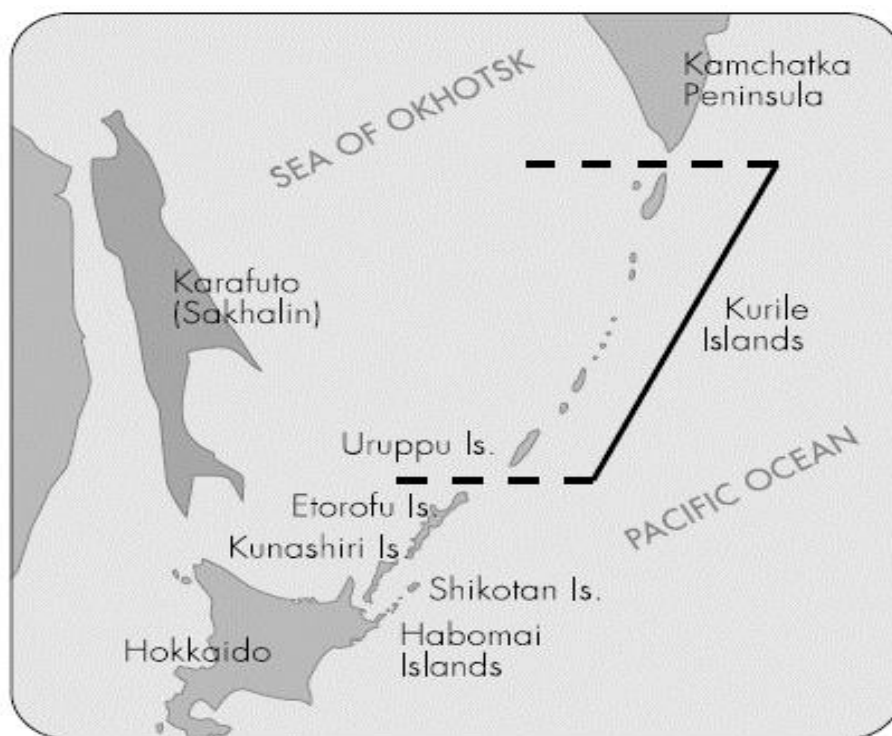 Kamchatka
Peninsula
SEA OF OKHOTSK
Karafuto
(Sakhalin)
Kurile
Islands
Uruppu Is.
PACIFIC OCEAN
Etorofu Is.
Kunashiri Is.
Shikotan Is.
Habomai
Islands
Hokkaido